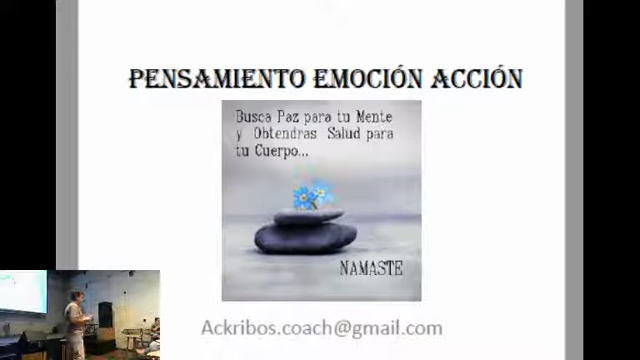 PENSAMIENTO EMOCIÓN ACCIÓN
Busca Paz para tu Mente
y Obtendras Salud para
tu Cuerpo...
NAMASTE
Ackribos.coach@gmail.com